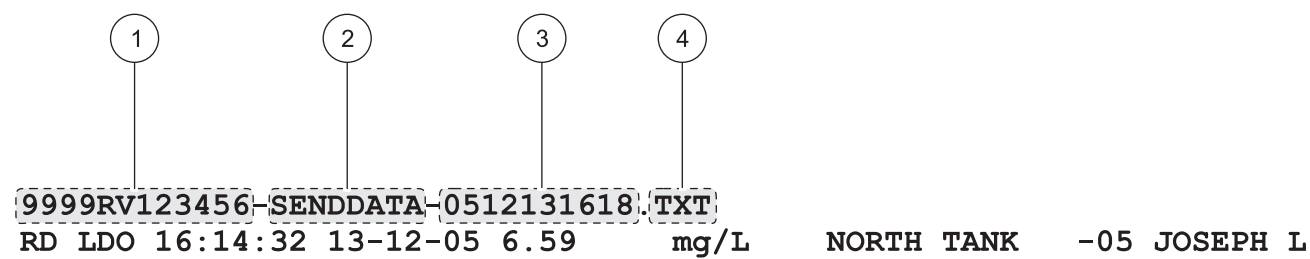 1 2 3 4
9999RV123456-SENDDATA-0512131618.TXT
RD LDO 16:14:32 13-12-05 6.59 mg/L NORTH TANK -05 JOSEPH L